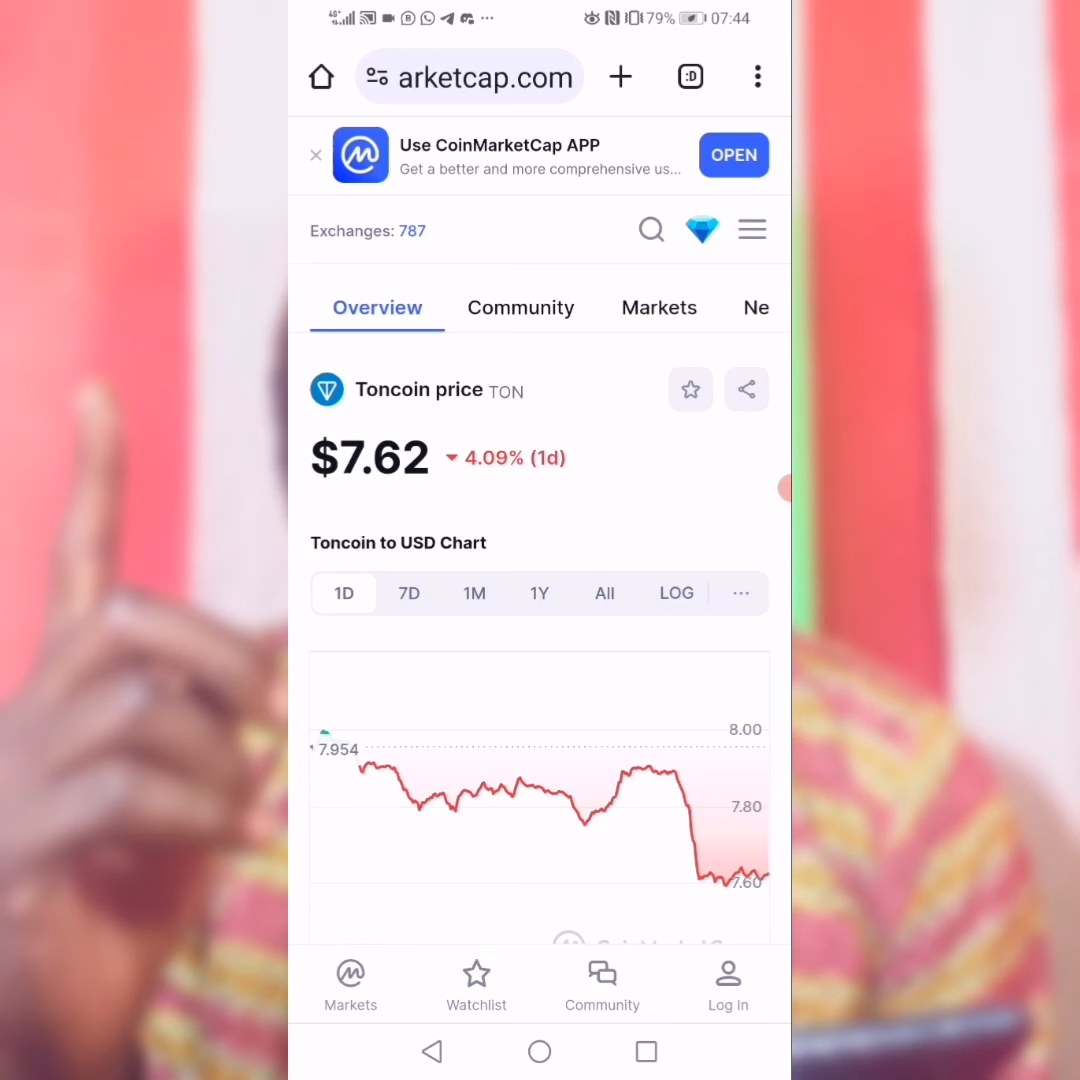 4G 79% 07:44
arketcap.com :D
Use CoinMarketCap APP
Get a better and more comprehensive us...
OPEN
Exchanges: 787
Overview Community Markets Ne
Toncoin price TON
$7.62 4.09% (1d)
Toncoin to USD Chart
1D 7D 1M 1Y All LOG ...
8.00
7.954
7.80
7.60
Markets Watchlist Community Log In